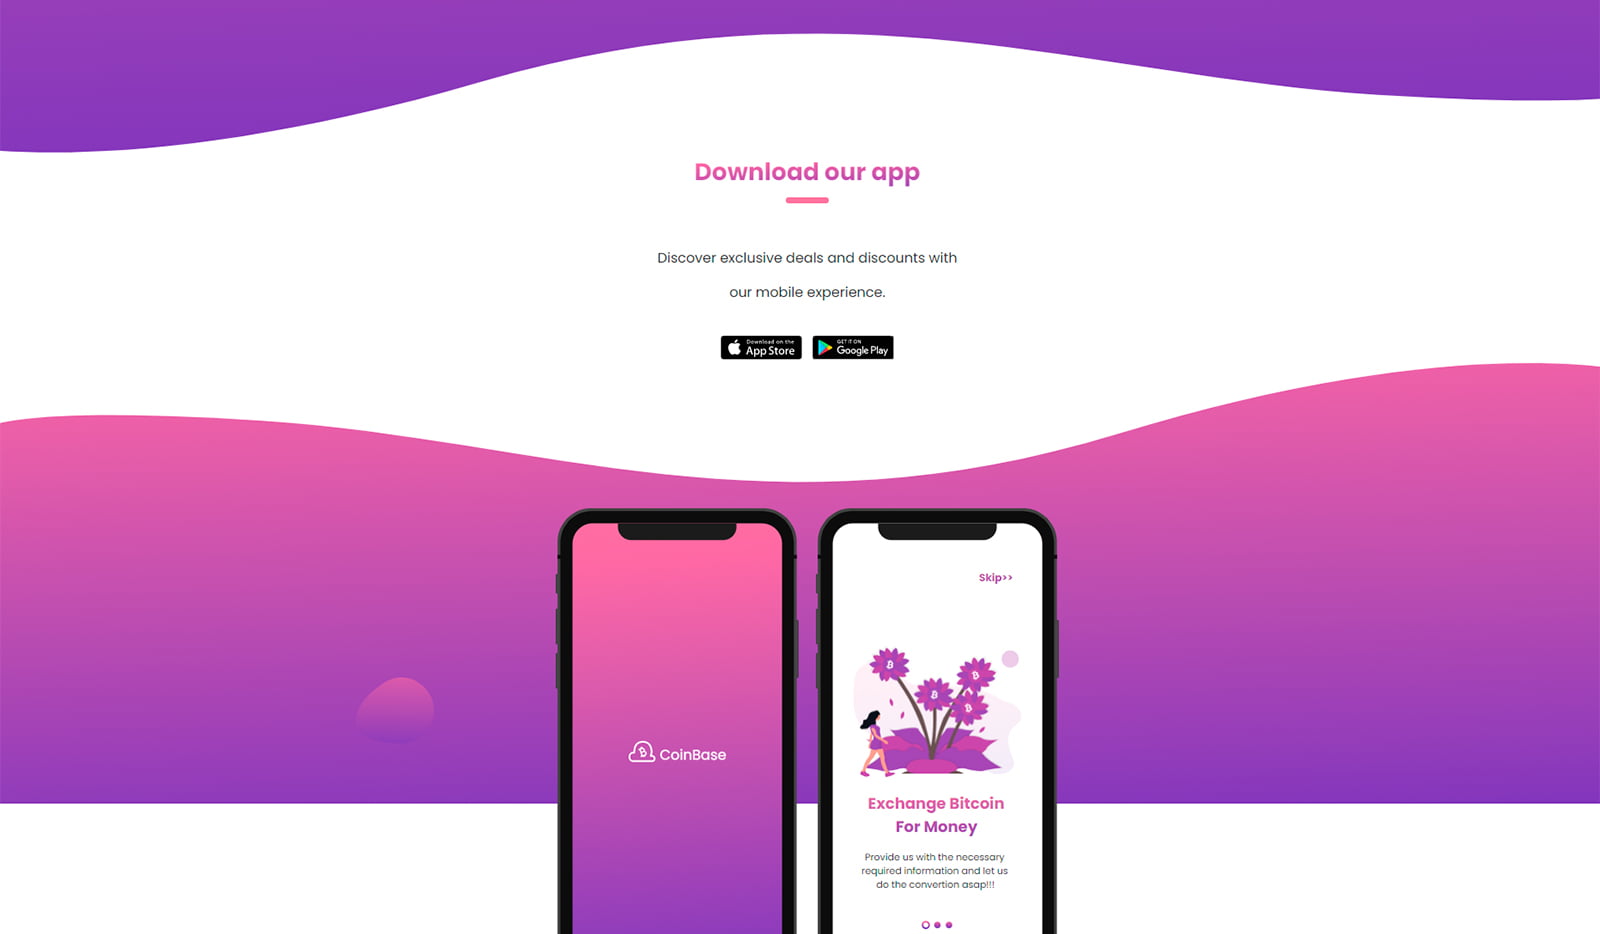 Download our app
Discover exclusive deals and discounts with
our mobile experience.
Download on the
App Store
GET IT ON
Google Play
CoinBase
Skip>>
Exchange Bitcoin
For Money
Provide us with the necessary
required information and let us
do the convertion asap!!!